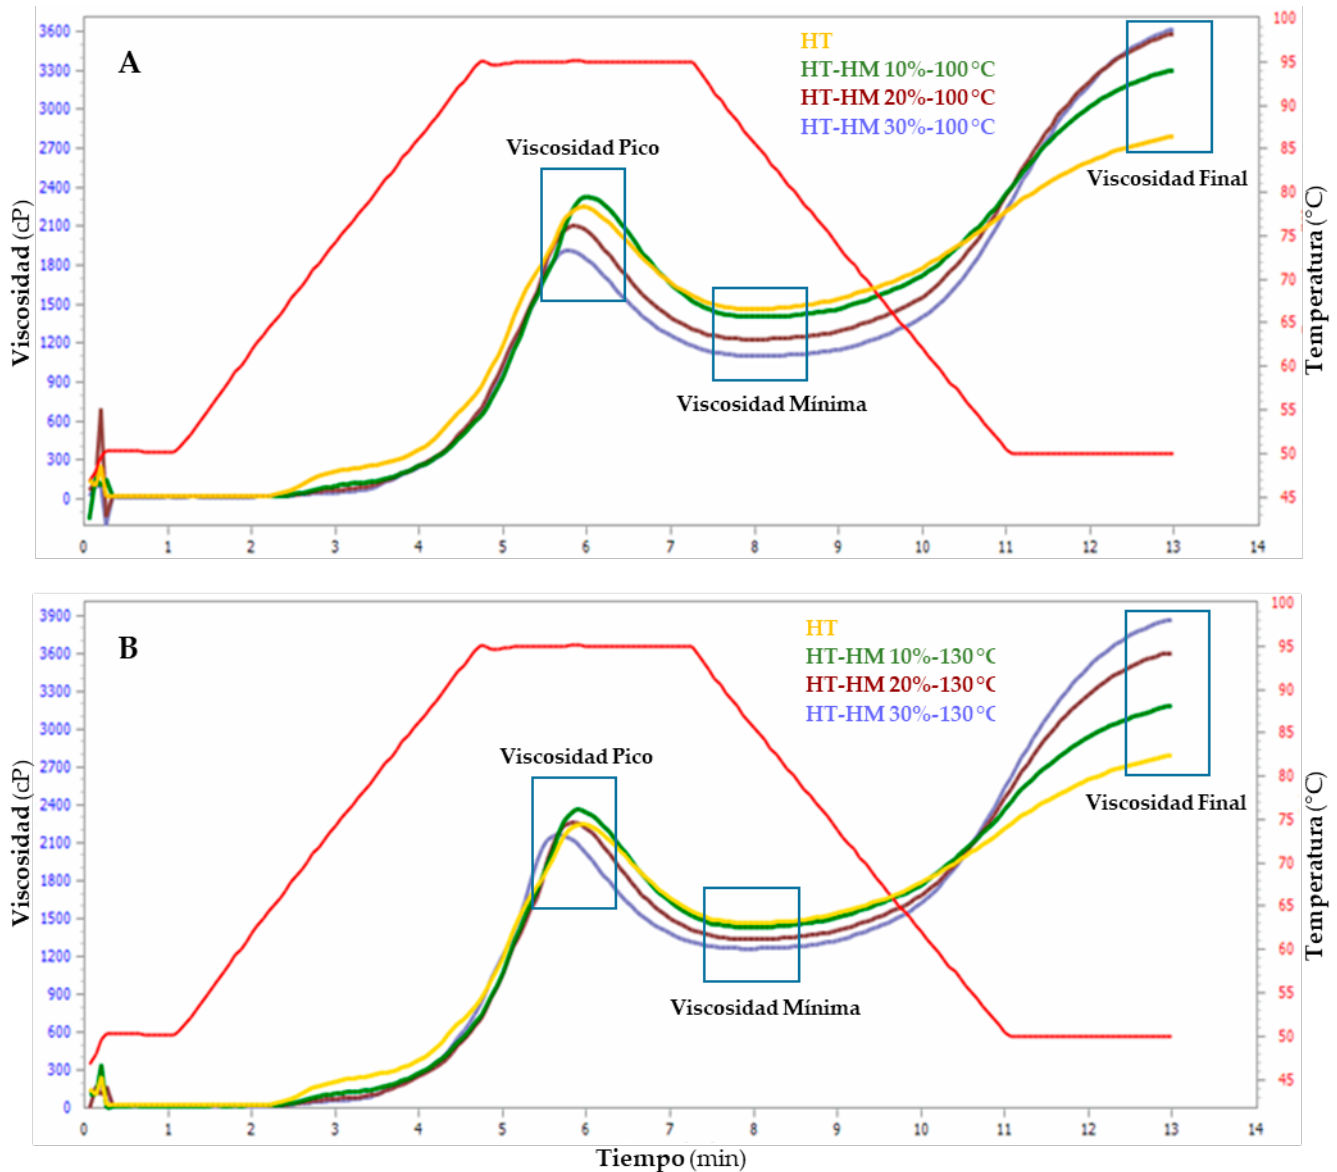 A
HT
HT-HM 10%-100°C
HT-HM 20%-100°C
HT-HM 30%-100°C
Viscosidad Pico
Viscosidad Mínima
Viscosidad Final
Viscosidad (cP)
3600
3300
3000
2700
2400
2100
1800
1500
1200
900
600
300
0
Temperatura (°C)
100
95
90
85
80
75
70
65
60
55
50
45
0 1 2 3 4 5 6 7 8 9 10 11 12 13 14
B
HT
HT-HM 10%-130°C
HT-HM 20%-130°C
HT-HM 30%-130°C
Viscosidad Pico
Viscosidad Mínima
Viscosidad Final
Viscosidad (cP)
3900
3600
3300
3000
2700
2400
2100
1800
1500
1200
900
600
300
0
Temperatura (°C)
100
95
90
85
80
75
70
65
60
55
50
45
0 1 2 3 4 5 6 7 8 9 10 11 12 13 14
Tiempo (min)